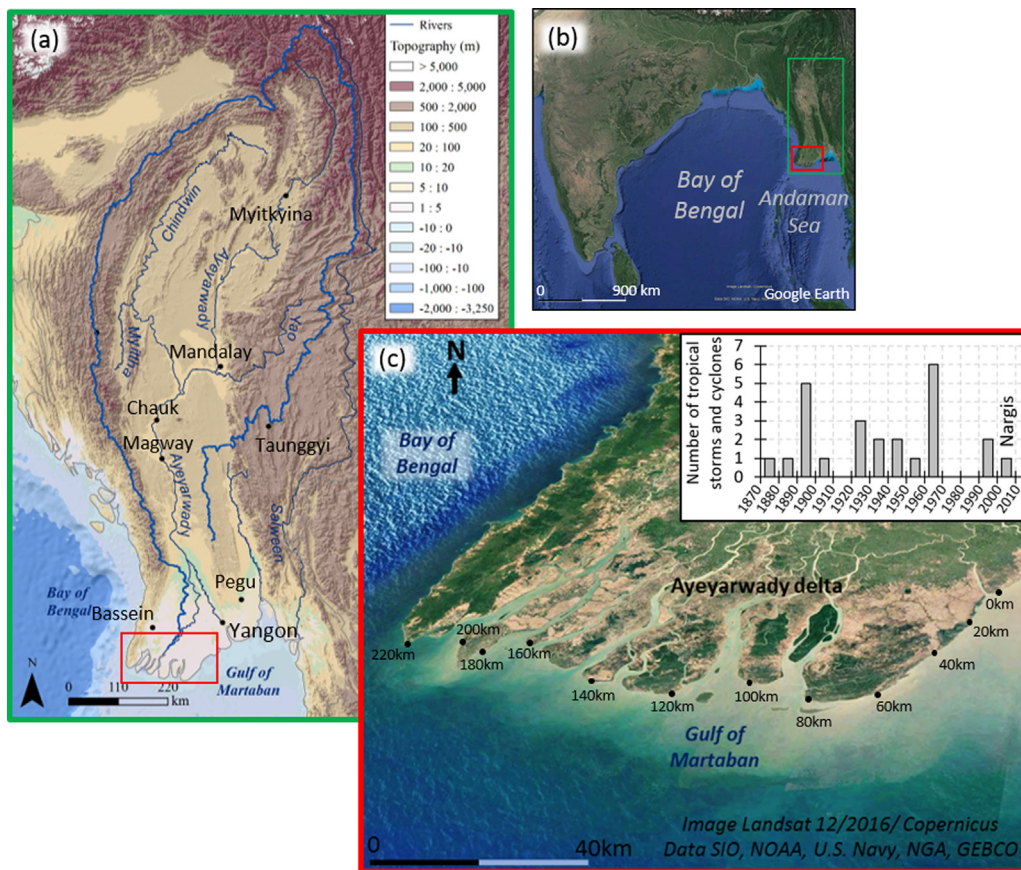 (a)
Rivers
Topography (m)
> 5,000
2,000 : 5,000
500 : 2,000
100 : 500
20 : 100
10 : 20
5 : 10
1 : 5
-10 : 0
-20 : -10
-100 : -10
-1,000 : -100
-2,000 : -3,250
Chindwin
Myitkyina
Ayeyarwady
Myittha
Mandalay
Yao
Chauk
Magway
Taunggyi
Ayeyarwady
Salween
Pegu
Bay of
Bengal
Bassein
Yangon
Gulf of
Martaban
N
0 110 220
km
(b)
Bay of
Bengal
Andaman
Sea
0 900 km
Google Earth
(c)
N
Bay of
Bengal
Number of tropical
storms and cyclones
7
6
5
4
3
2
1
0
1870
1880
1890
1900
1910
1920
1930
1940
1950
1960
1970
1980
1990
2000
2010
Nargis
Ayeyarwady delta
0km
20km
40km
60km
80km
100km
120km
140km
160km
180km
200km
220km
Gulf of
Martaban
Image Landsat 12/2016/ Copernicus
Data SIO, NOAA, U.S. Navy, NGA, GEBCO
0 40km